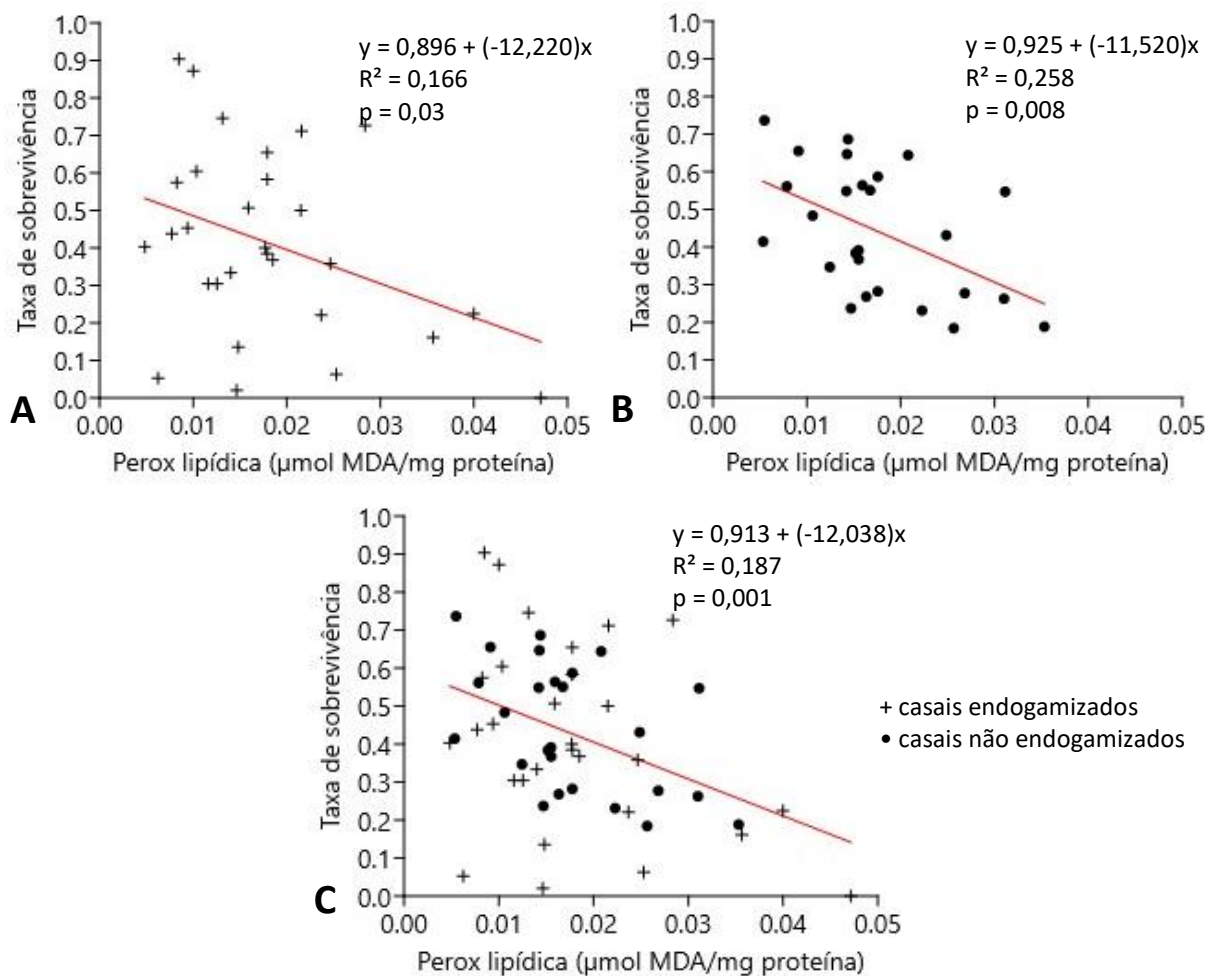 y = 0,896 + (-12,220)x
R² = 0,166
p = 0,03
Taxa de sobrevivência
1.0
0.9
0.8
0.7
0.6
0.5
0.4
0.3
0.2
0.1
0.0
A
0.00 0.01 0.02 0.03 0.04 0.05
Perox lipídica (µmol MDA/mg proteína)
y = 0,925 + (-11,520)x
R² = 0,258
p = 0,008
Taxa de sobrevivência
1.0
0.9
0.8
0.7
0.6
0.5
0.4
0.3
0.2
0.1
0.0
B
0.00 0.01 0.02 0.03 0.04 0.05
Perox lipídica (µmol MDA/mg proteína)
y = 0,913 + (-12,038)x
R² = 0,187
p = 0,001
Taxa de sobrevivência
1.0
0.9
0.8
0.7
0.6
0.5
0.4
0.3
0.2
0.1
0.0
C
0.00 0.01 0.02 0.03 0.04 0.05
Perox lipídica (µmol MDA/mg proteína)
+ casais endogamizados
• casais não endogamizados